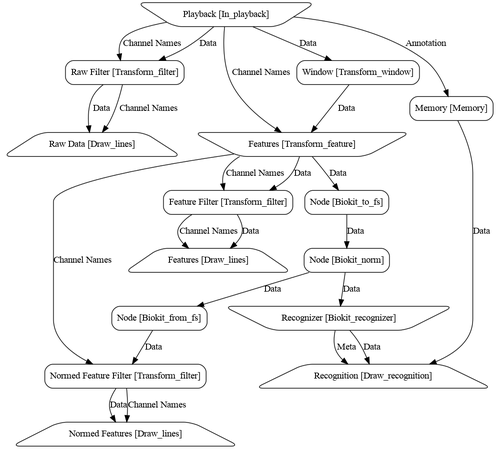 Playback [In_playback]
Channel Names
Data
Channel Names
Data
Annotation
Raw Filter [Transform_filter]
Window [Transform_window]
Memory [Memory]
Data
Channel Names
Data
Raw Data [Draw_lines]
Features [Transform_feature]
Channel Names
Data
Data
Feature Filter [Transform_filter]
Node [Biokit_to_fs]
Channel Names
Data
Data
Data
Channel Names
Features [Draw_lines]
Node [Biokit_norm]
Data
Data
Node [Biokit_from_fs]
Recognizer [Biokit_recognizer]
Data
Meta
Data
Normed Feature Filter [Transform_filter]
Recognition [Draw_recognition]
Data
Channel Names
Normed Features [Draw_lines]